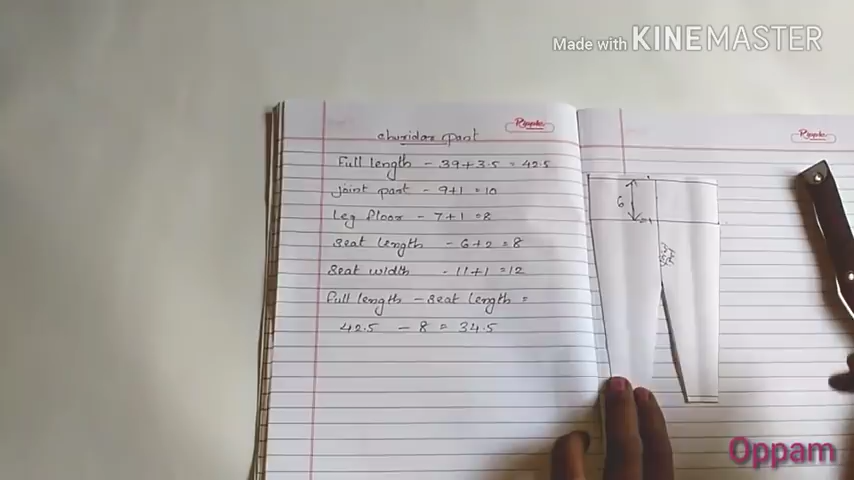 Made with KINEMASTER
churidar pant
Full length - 39+3.5 = 42.5
joint part - 9+1 =10
Leg floor - 7+1 =8
seat length - 6+2 = 8
seat width - 11+1 =12
Full length - seat length =
42.5 - 8 = 34.5
6
Oppam